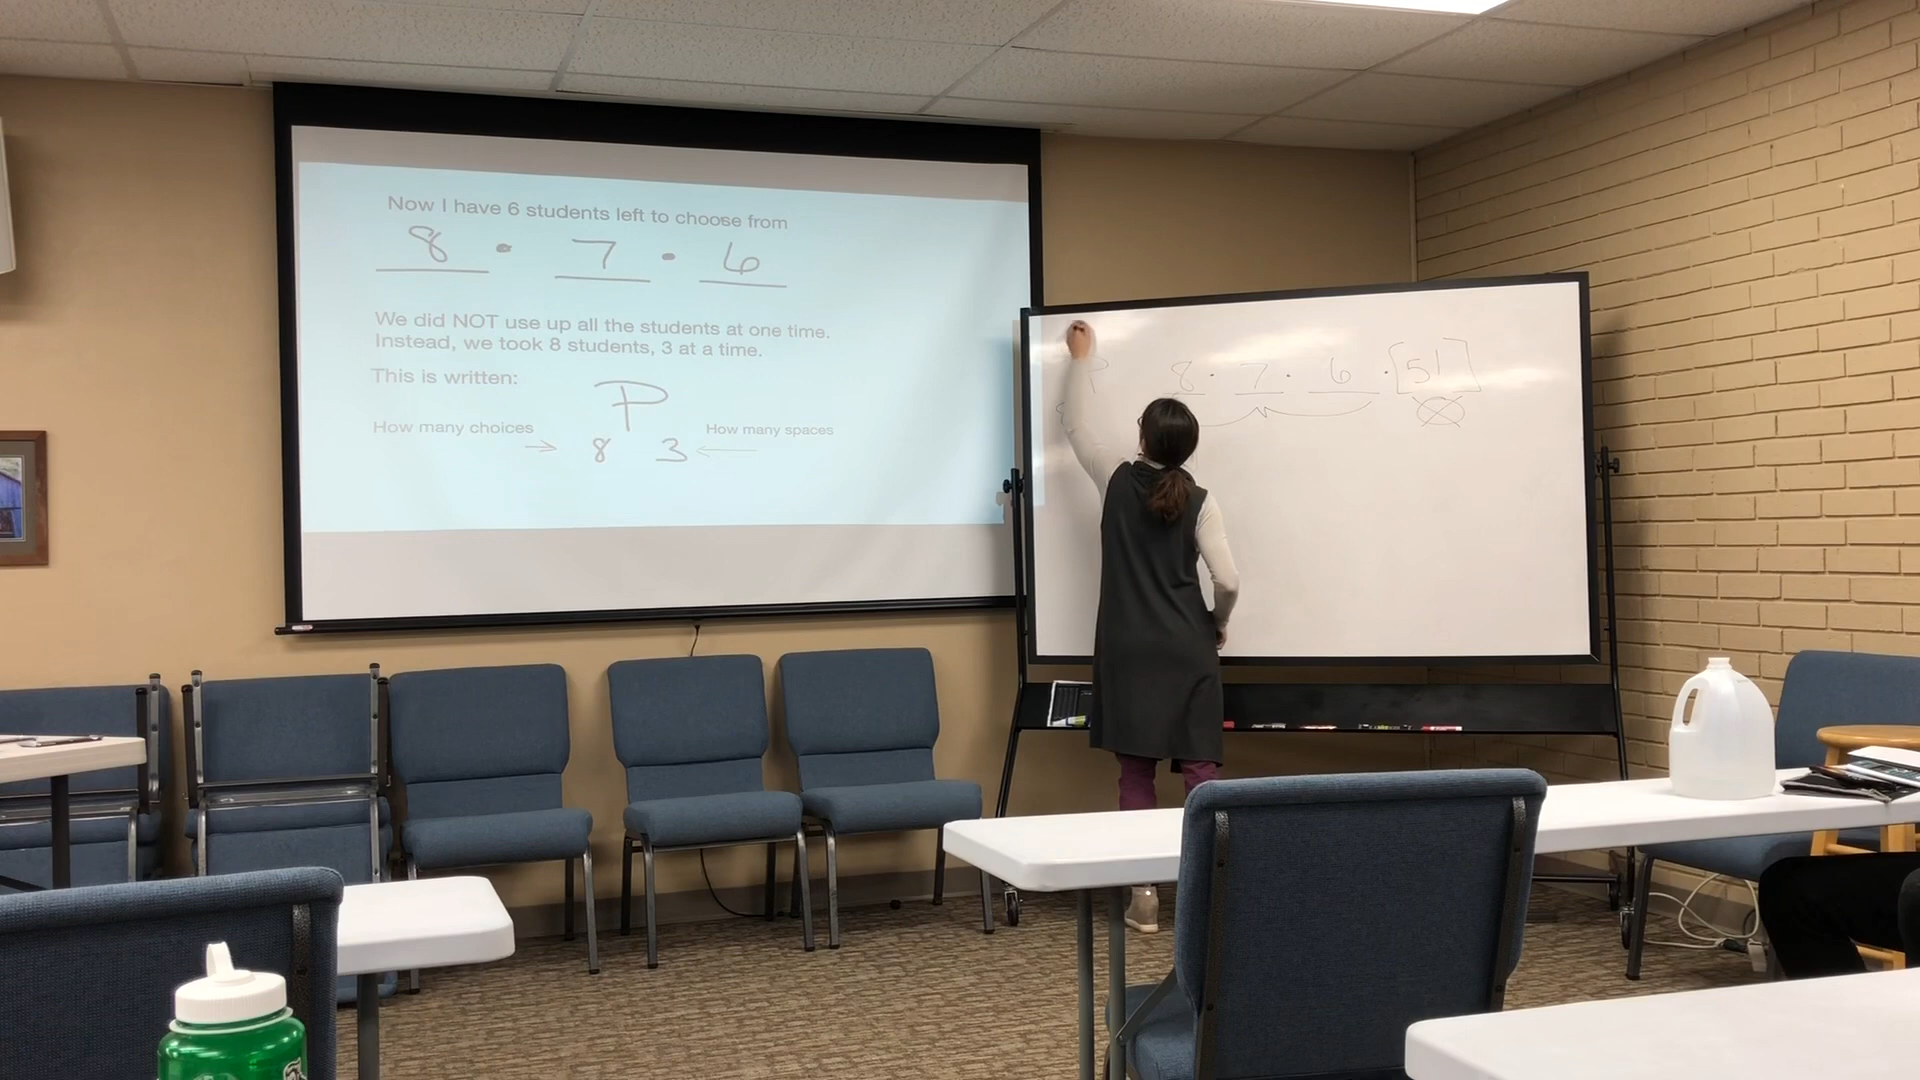 Now I have 6 students left to choose from
8 • 7 • 6
We did NOT use up all the students at one time.
Instead, we took 8 students, 3 at a time.
This is written:
P
How many choices → 8 3 ← How many spaces
P 8 · 7 · 6 · [5!]